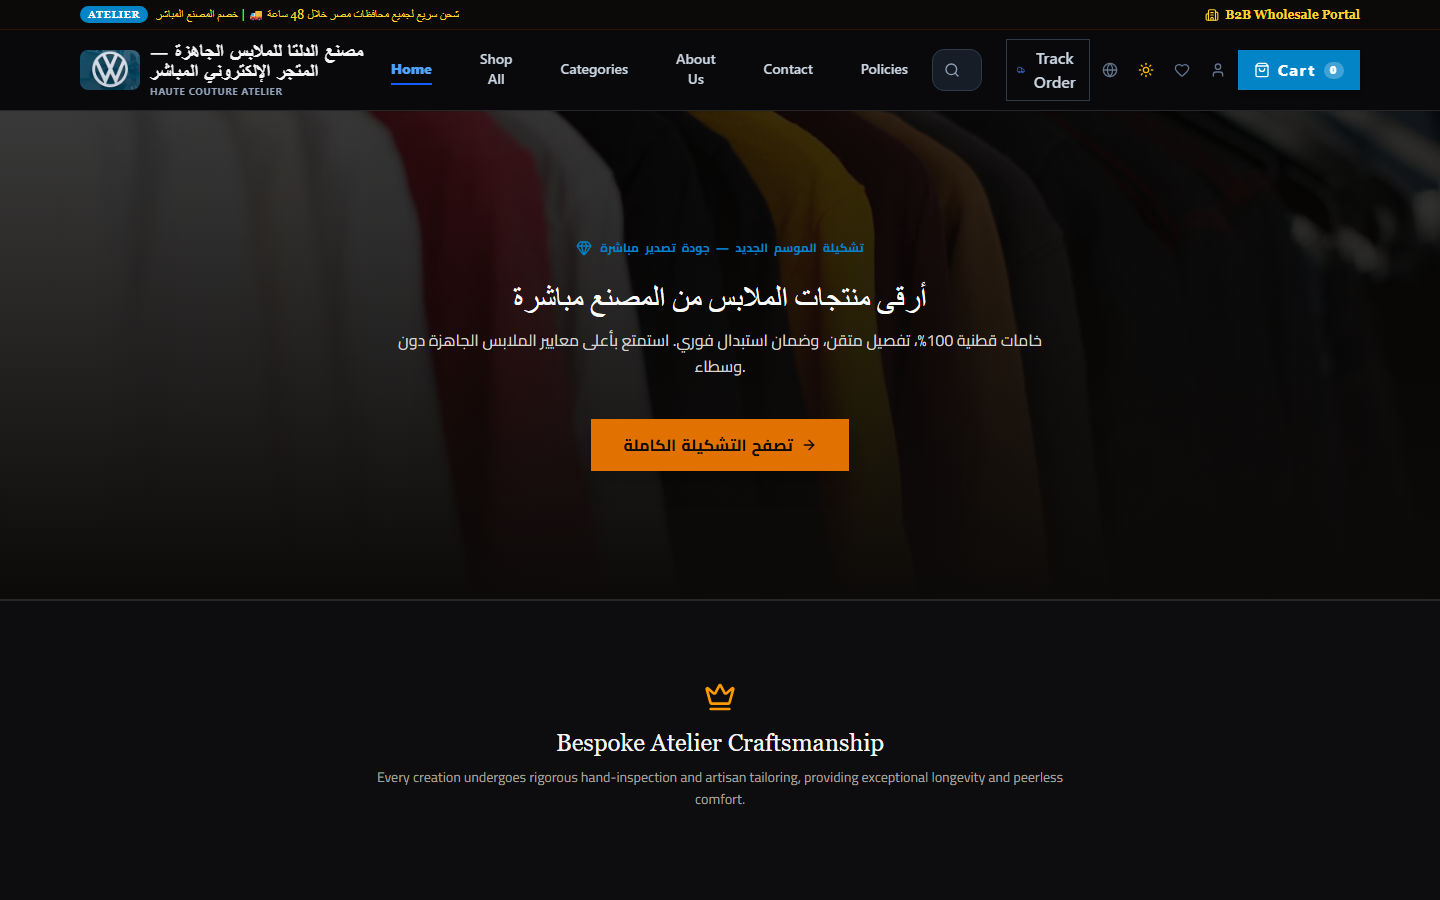 ATELIER شحن سريع لجميع محافظات مصر خلال 48 ساعة 🚚 | خصم المصنع المباشر
B2B Wholesale Portal
مصنع الدلتا للملابس الجاهزة —
المتجر الإلكتروني المباشر
HAUTE COUTURE ATELIER
Home
Shop
All
Categories
About
Us
Contact
Policies
Track
Order
Cart 0
تشكيلة الموسم الجديد — جودة تصدير مباشرة
أرقى منتجات الملابس من المصنع مباشرة
خامات قطنية 100%، تفصيل متقن، وضمان استبدال فوري. استمتع بأعلى معايير الملابس الجاهزة دون
وسطاء.
تصفح التشكيلة الكاملة
Bespoke Atelier Craftsmanship
Every creation undergoes rigorous hand-inspection and artisan tailoring, providing exceptional longevity and peerless
comfort.